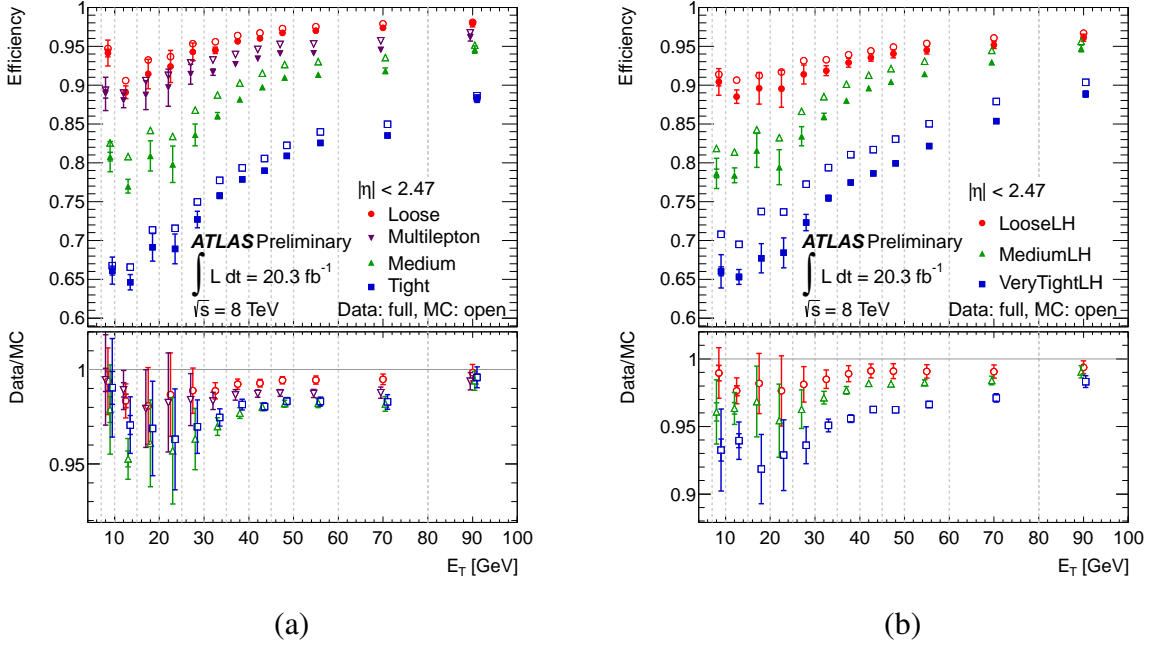 Efficiency
1
0.95
0.9
0.85
0.8
0.75
0.7
0.65
0.6
|η| < 2.47
Loose
Multilepton
Medium
Tight
ATLAS Preliminary
∫ L dt = 20.3 fb⁻¹
√s = 8 TeV
Data: full, MC: open
Data/MC
1
0.95
10 20 30 40 50 60 70 80 90 100
E_T [GeV]
(a)
Efficiency
1
0.95
0.9
0.85
0.8
0.75
0.7
0.65
0.6
|η| < 2.47
LooseLH
MediumLH
VeryTightLH
ATLAS Preliminary
∫ L dt = 20.3 fb⁻¹
√s = 8 TeV
Data: full, MC: open
Data/MC
1
0.95
0.9
10 20 30 40 50 60 70 80 90 100
E_T [GeV]
(b)